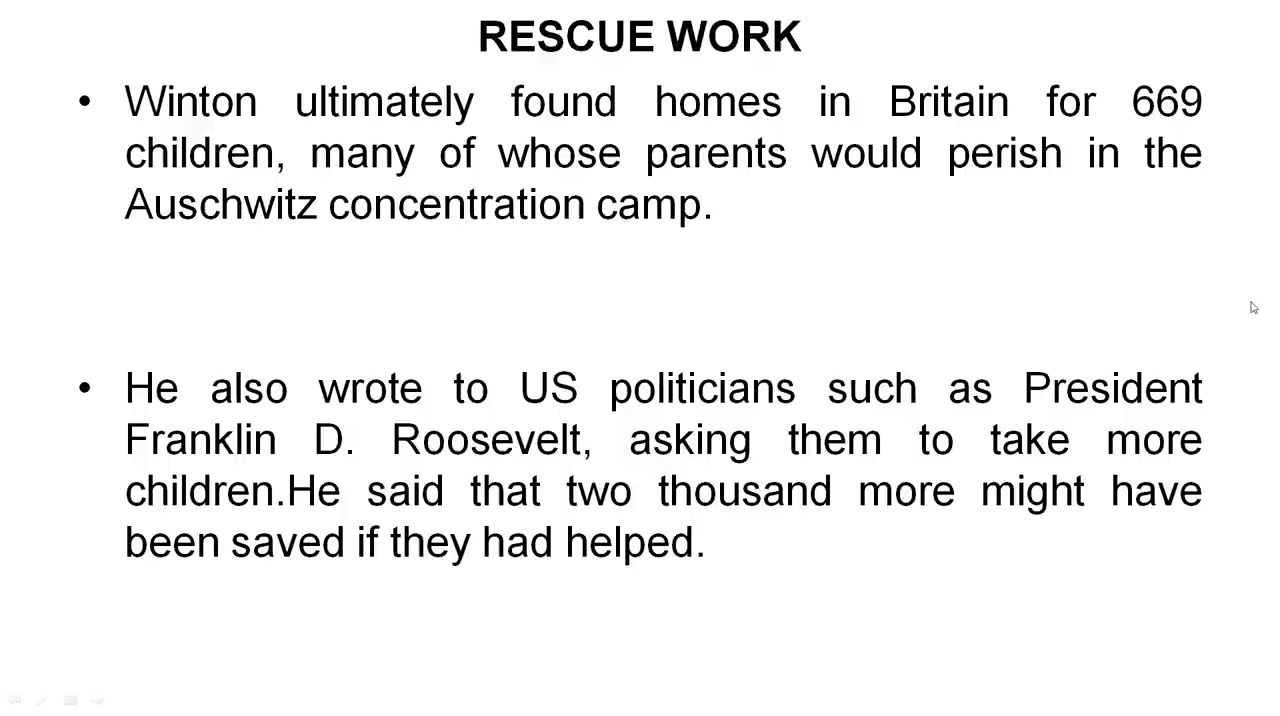 RESCUE WORK
• Winton ultimately found homes in Britain for 669
children, many of whose parents would perish in the
Auschwitz concentration camp.
• He also wrote to US politicians such as President
Franklin D. Roosevelt, asking them to take more
children.He said that two thousand more might have
been saved if they had helped.